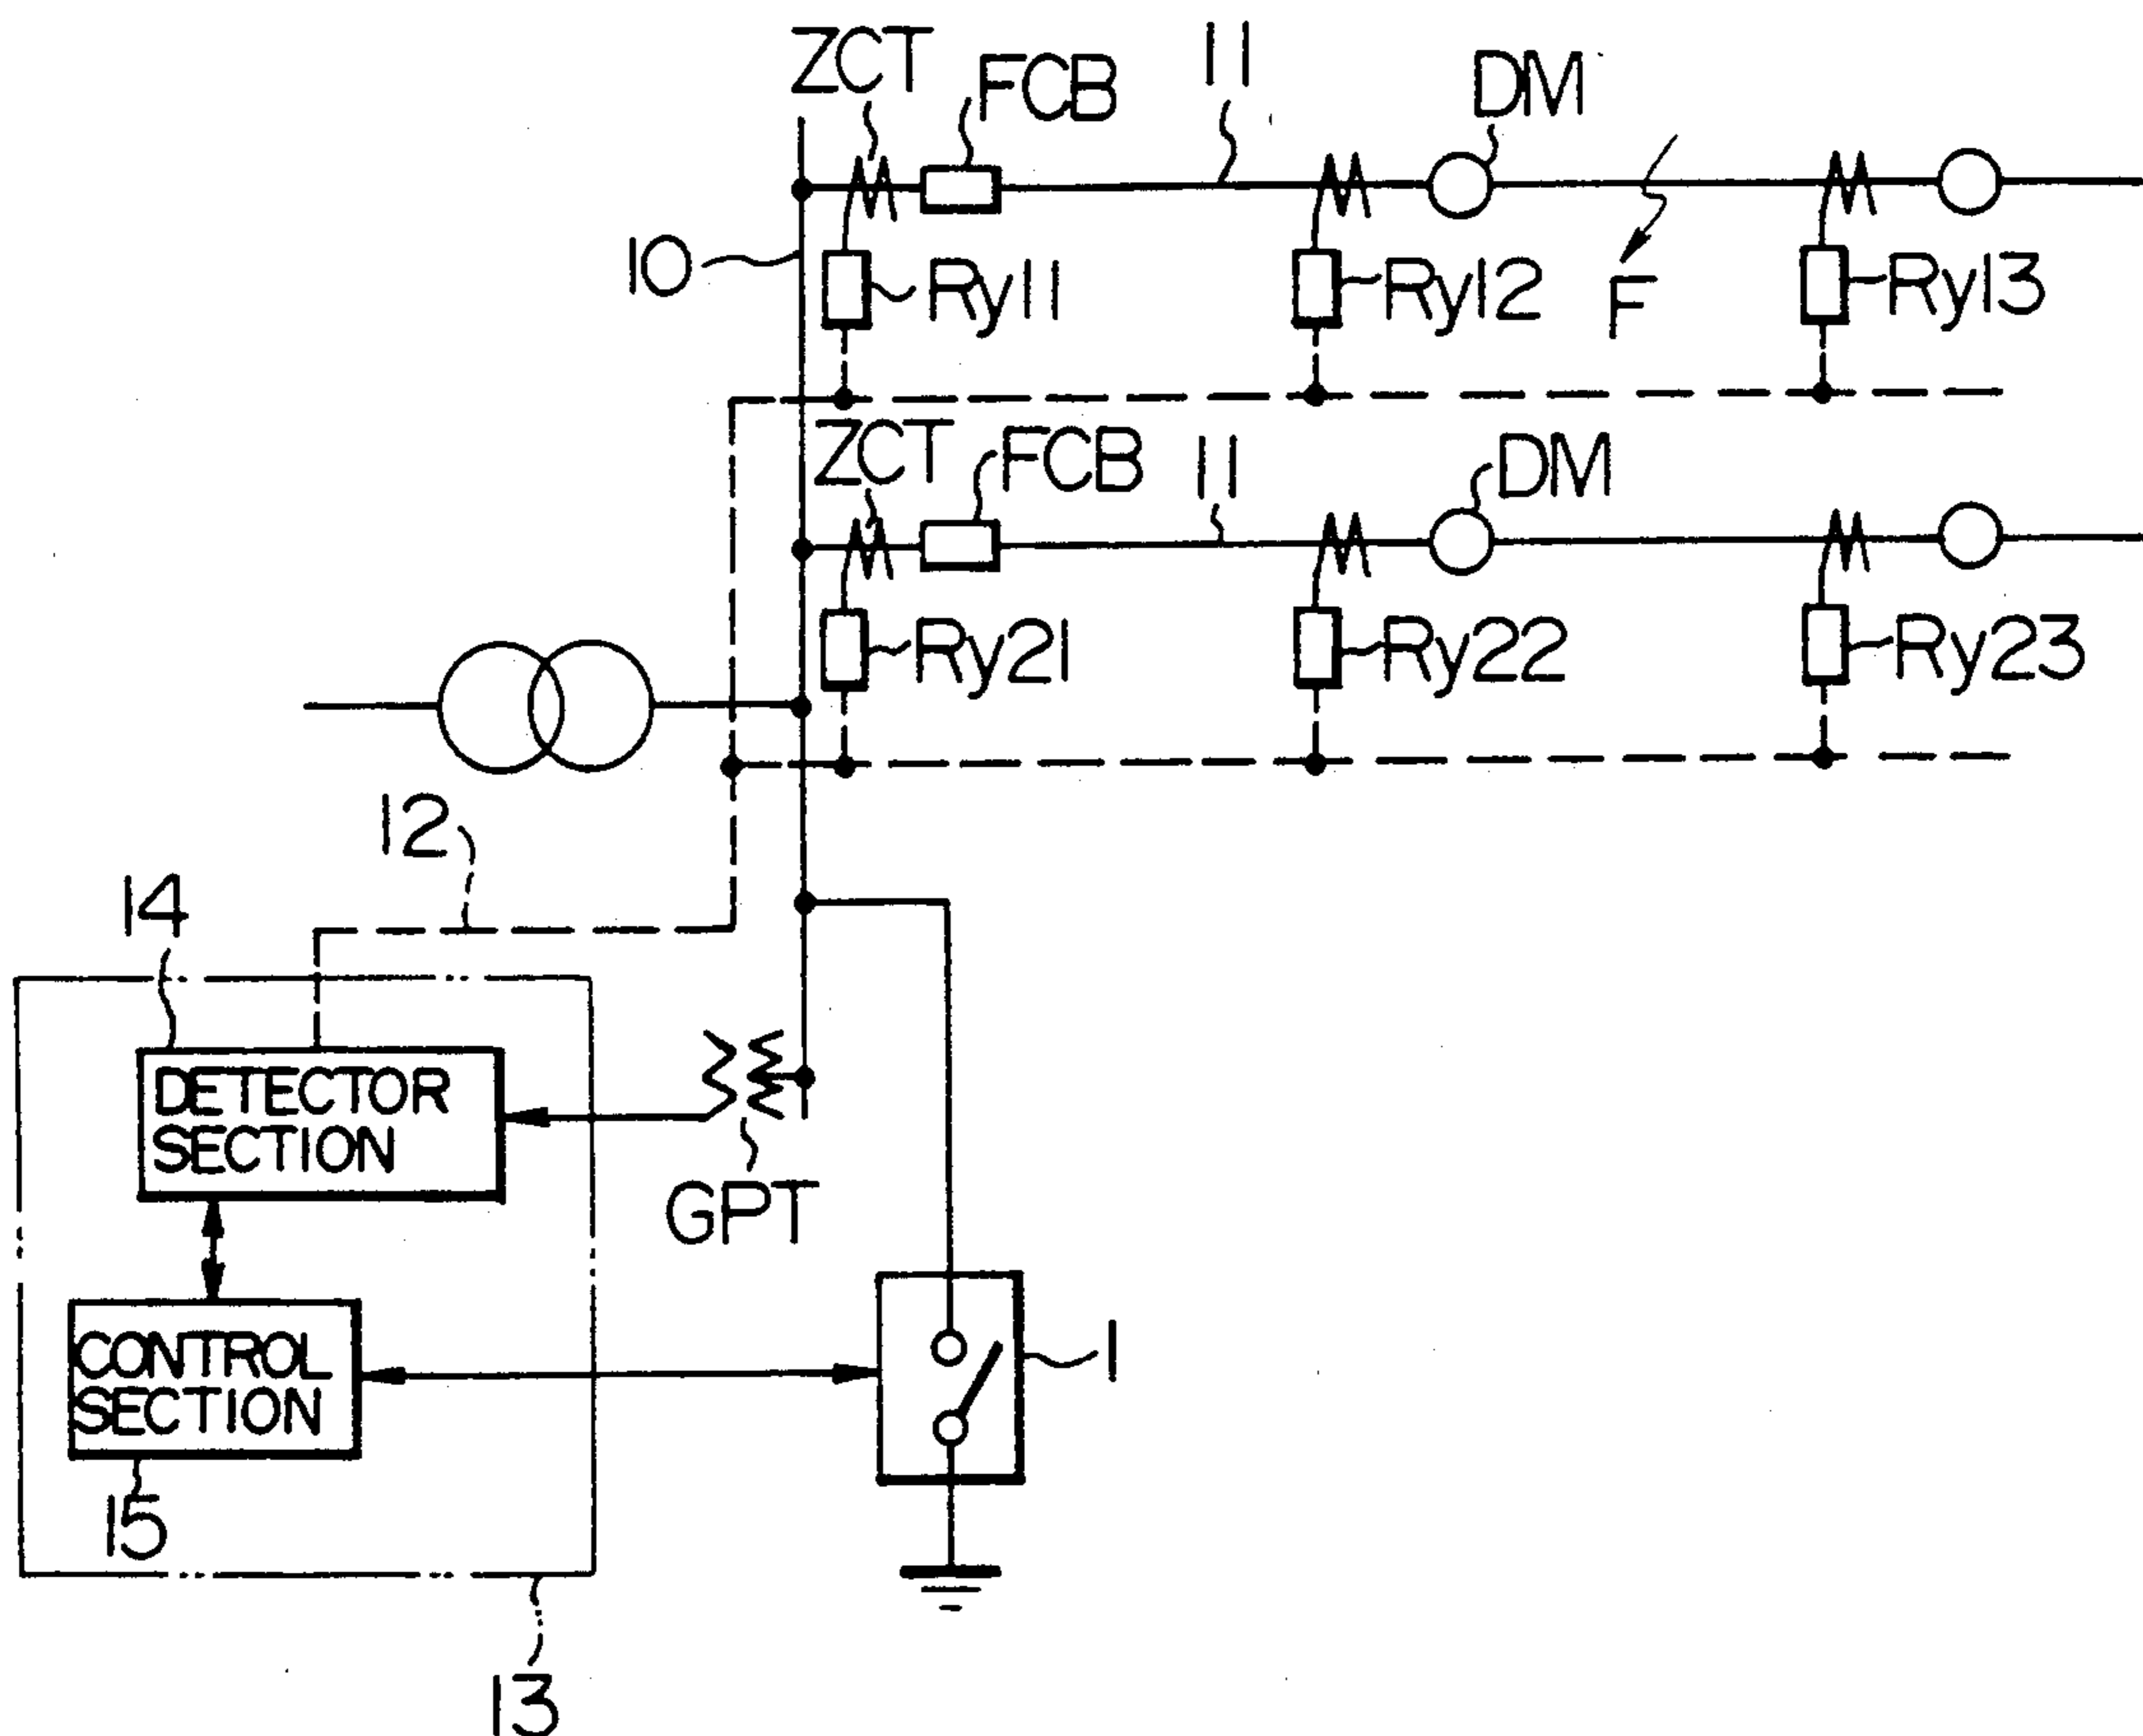 ZCT FCB 11 DM
10 Ry11 Ry12 F Ry13
ZCT FCB 11 DM
Ry21 Ry22 Ry23
12
14
DETECTOR
SECTION
GPT
CONTROL
SECTION
1
15
13